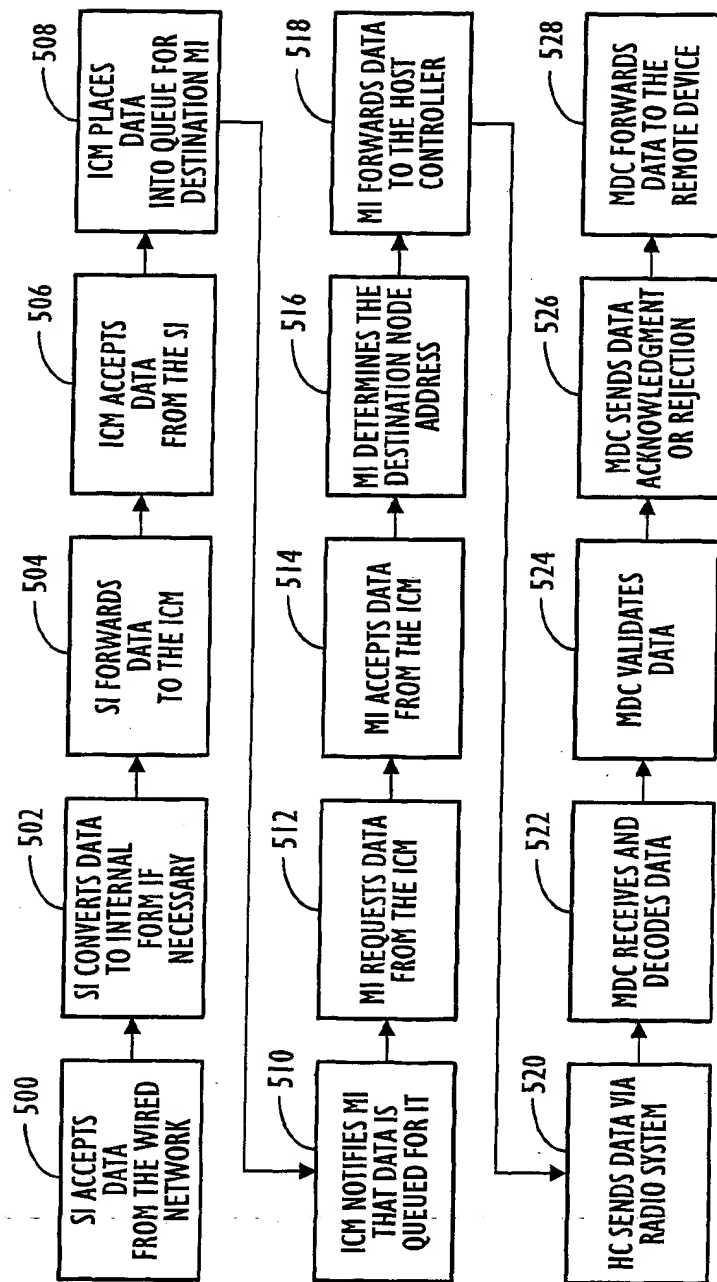 500
SI ACCEPTS
DATA
FROM THE WIRED
NETWORK
502
SI CONVERTS DATA
TO INTERNAL
FORM IF
NECESSARY
504
SI FORWARDS
DATA
TO THE ICM
506
ICM ACCEPTS
DATA
FROM THE SI
508
ICM PLACES
DATA
INTO QUEUE FOR
DESTINATION MI
510
ICM NOTIFIES MI
THAT DATA IS
QUEUED FOR IT
512
MI REQUESTS DATA
FROM THE ICM
514
MI ACCEPTS DATA
FROM THE ICM
516
MI DETERMINES THE
DESTINATION NODE
ADDRESS
518
MI FORWARDS DATA
TO THE HOST
CONTROLLER
520
HC SENDS DATA VIA
RADIO SYSTEM
522
MDC RECEIVES AND
DECODES DATA
524
MDC VALIDATES
DATA
526
MDC SENDS DATA
ACKNOWLEDGMENT
OR REJECTION
528
MDC FORWARDS
DATA TO THE
REMOTE DEVICE